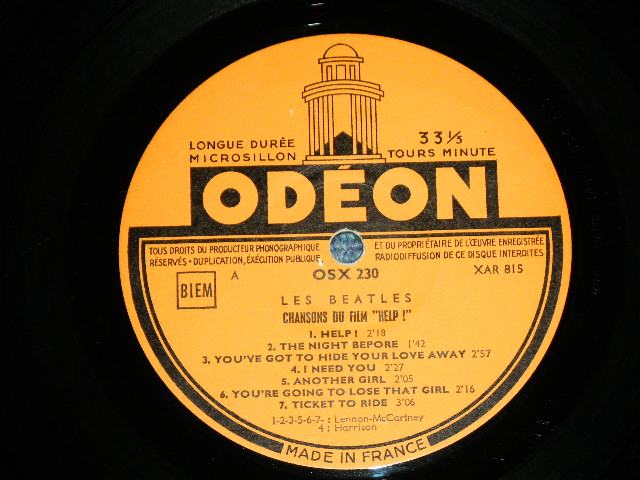 LONGUE DURÉE
MICROSILLON
33 1/3
TOURS MINUTE
ODÉON
TOUS DROITS DU PRODUCTEUR PHONOGRAPHIQUE
RÉSERVÉS • DUPLICATION, ÉXÉCUTION PUBLIQUE,
ET DU PROPRIÉTAIRE DE L'ŒUVRE ENREGISTRÉE
RADIODIFFUSION DE CE DISQUE INTERDITES
BIEM
A
OSX 230
XAR 815
LES BEATLES
CHANSONS DU FILM "HELP !"
1. HELP ! 2'18
2. THE NIGHT BEPORE 1'42
3. YOU'VE GOT TO HIDE YOUR LOVE AWAY 2'57
4. I NEED YOU 2'27
5. ANOTHER GIRL 2'05
6. YOU'RE GOING TO LOSE THAT GIRL 2'16
7. TICKET TO RIDE 3'06
1-2-3-5-6-7- : Lennon-McCartney
4 : Harrison
MADE IN FRANCE